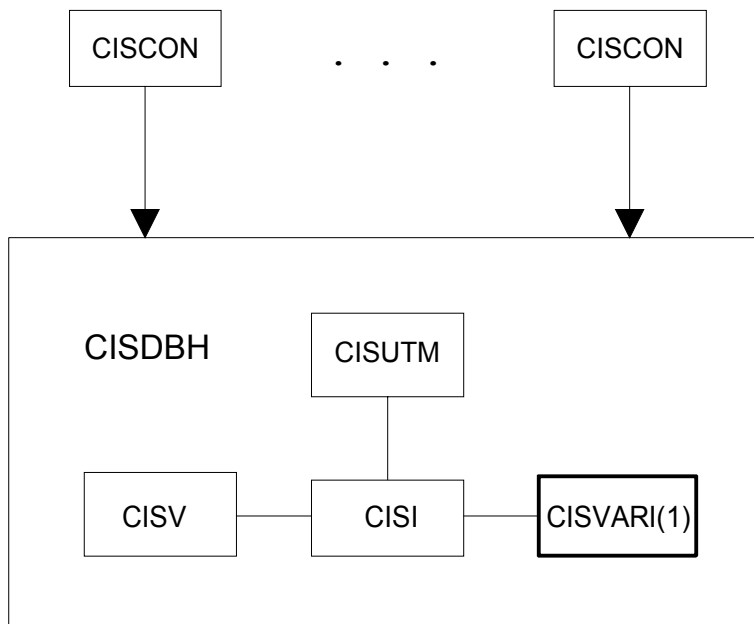 CISCON . . . CISCON
CISDBH
CISUTM
CISV
CISI
CISVARI(1)